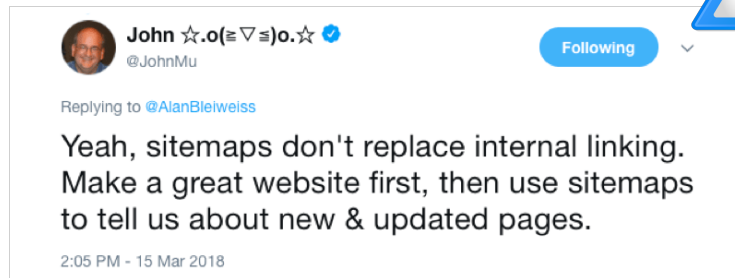 John ☆.o(≧▽≦)o.☆
@JohnMu
Following
Replying to @AlanBleiweiss
Yeah, sitemaps don't replace internal linking.
Make a great website first, then use sitemaps
to tell us about new & updated pages.
2:05 PM - 15 Mar 2018